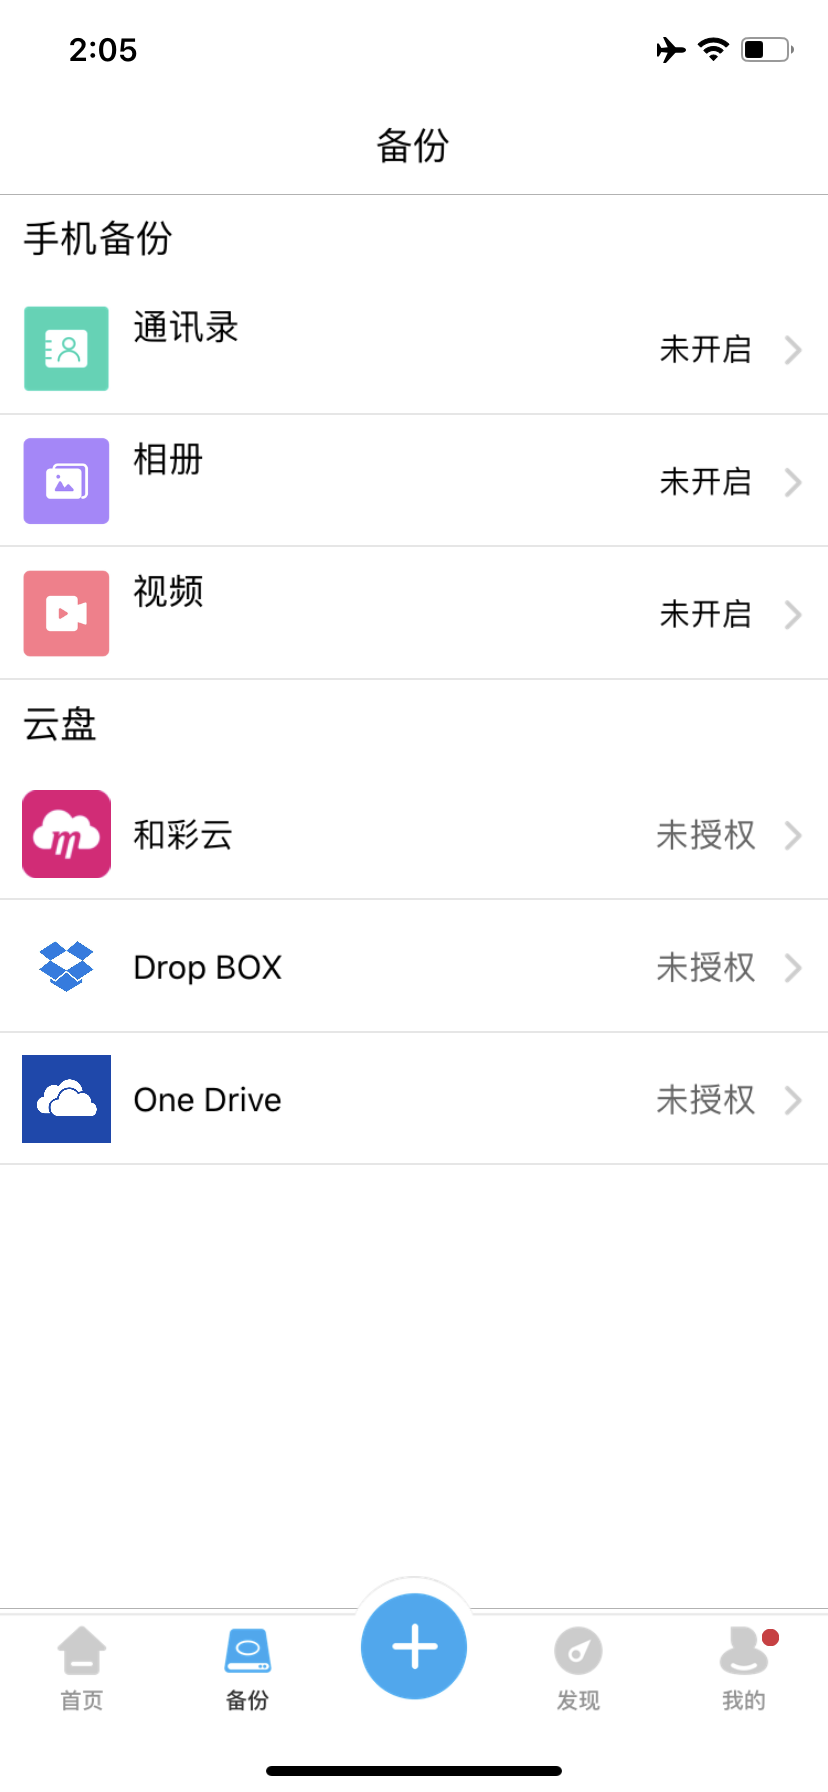 2:05
备份
手机备份
通讯录
未开启
相册
未开启
视频
未开启
云盘
和彩云
未授权
Drop BOX
未授权
One Drive
未授权
首页
备份
发现
我的